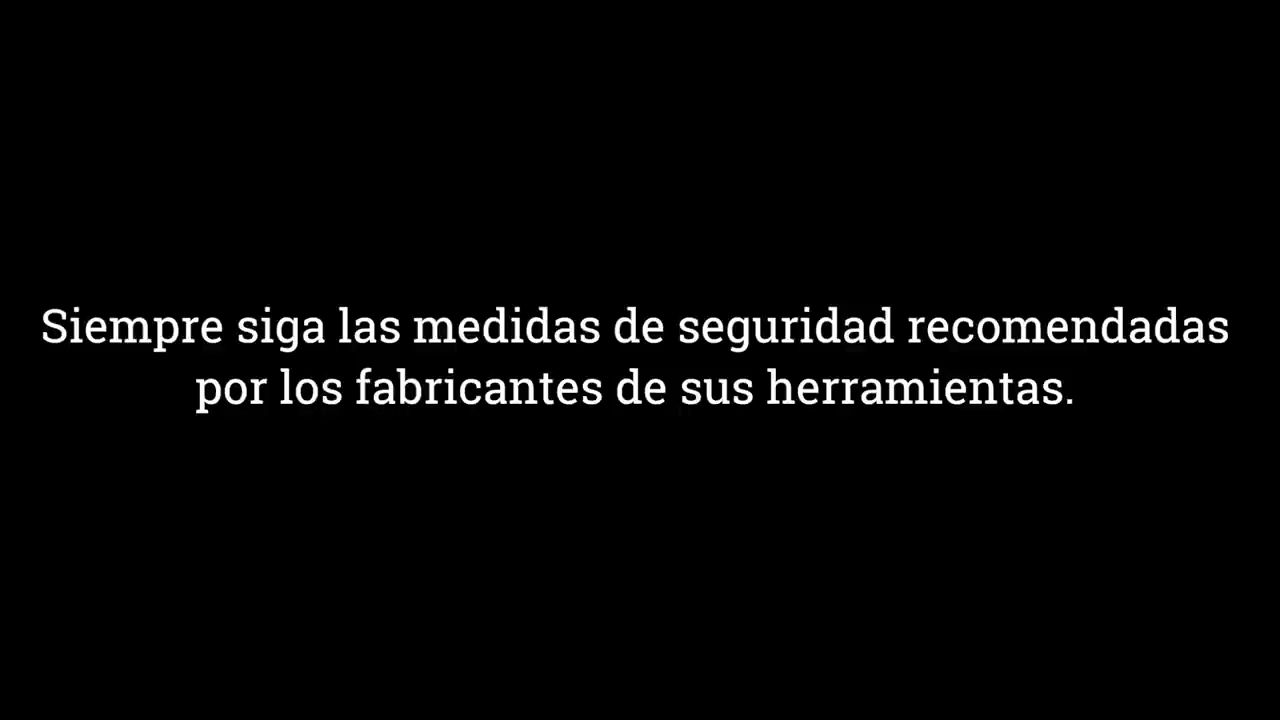 Siempre siga las medidas de seguridad recomendadas
por los fabricantes de sus herramientas.